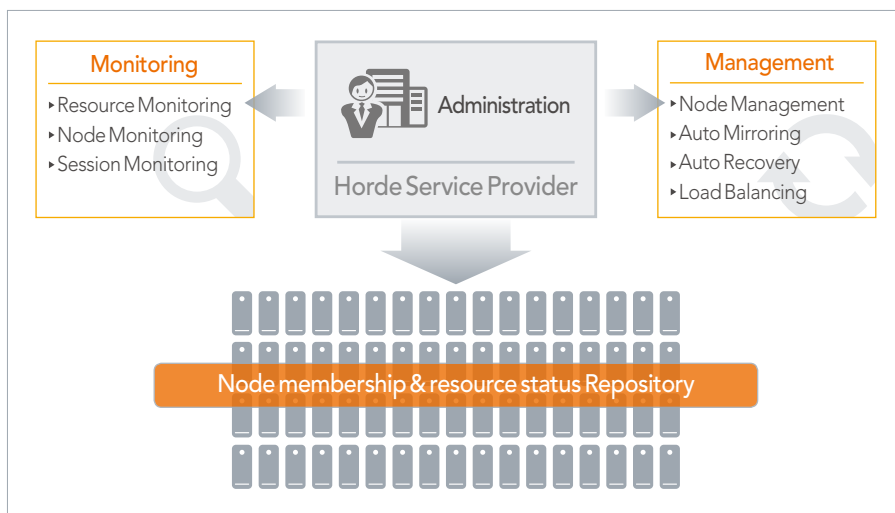 Monitoring
▸Resource Monitoring
▸Node Monitoring
▸Session Monitoring
Administration
Horde Service Provider
Management
▸Node Management
▸Auto Mirroring
▸Auto Recovery
▸Load Balancing
Node membership & resource status Repository